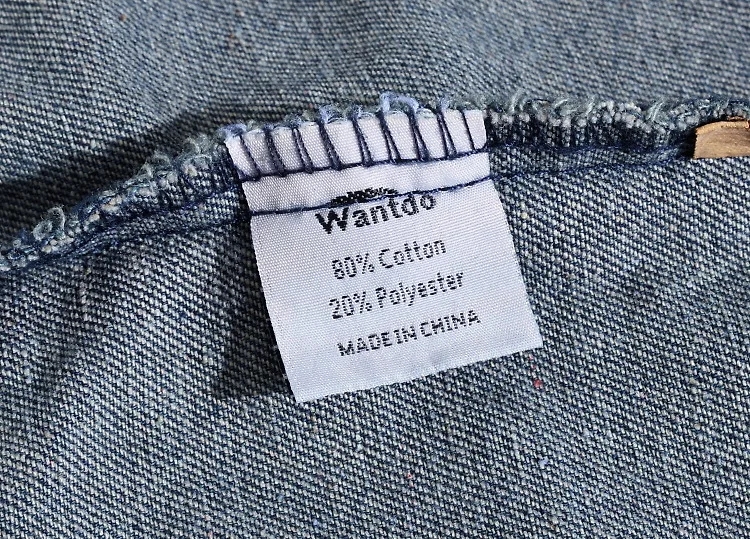 Wantdo
80% Cotton
20% Polyester
MADE IN CHINA